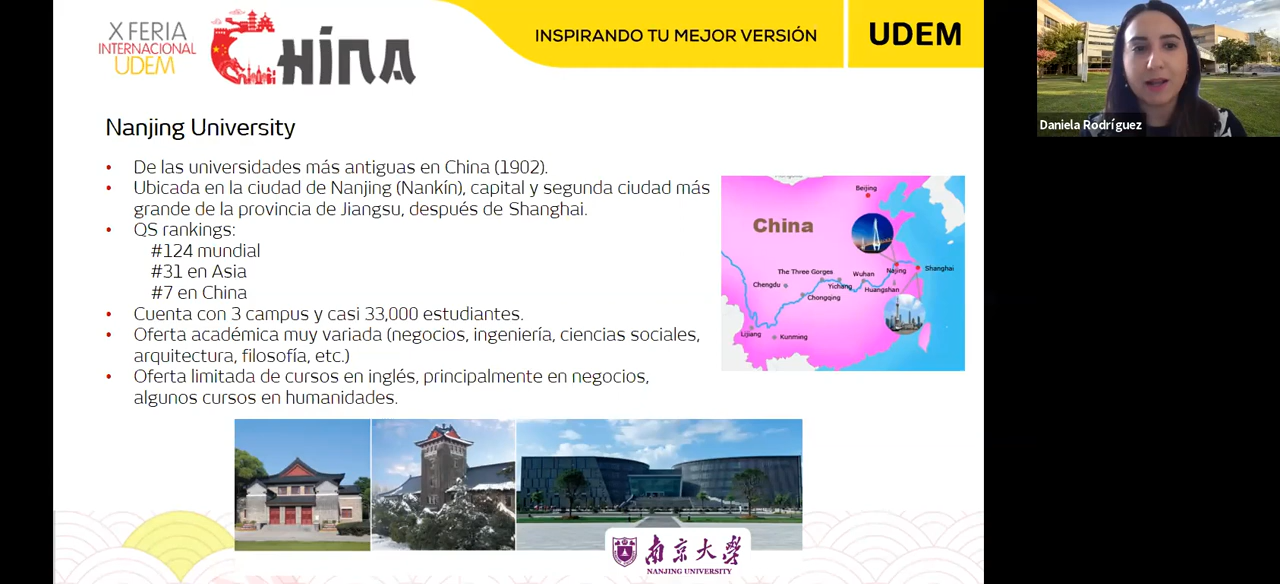 X FERIA
INTERNACIONAL
UDEM
CHINA
INSPIRANDO TU MEJOR VERSIÓN
UDEM
Daniela Rodríguez
Nanjing University
• De las universidades más antiguas en China (1902).
• Ubicada en la ciudad de Nanjing (Nankín), capital y segunda ciudad más
grande de la provincia de Jiangsu, después de Shanghai.
• QS rankings:
#124 mundial
#31 en Asia
#7 en China
• Cuenta con 3 campus y casi 33,000 estudiantes.
• Oferta académica muy variada (negocios, ingeniería, ciencias sociales,
arquitectura, filosofía, etc.)
• Oferta limitada de cursos en inglés, principalmente en negocios,
algunos cursos en humanidades.
Beijing
China
Shanghai
Najing
Wuhan
The Three Gorges
Yichang
Huangshan
Chengdu
Chongqing
Lijiang
Kunming
南京大學
NANJING UNIVERSITY